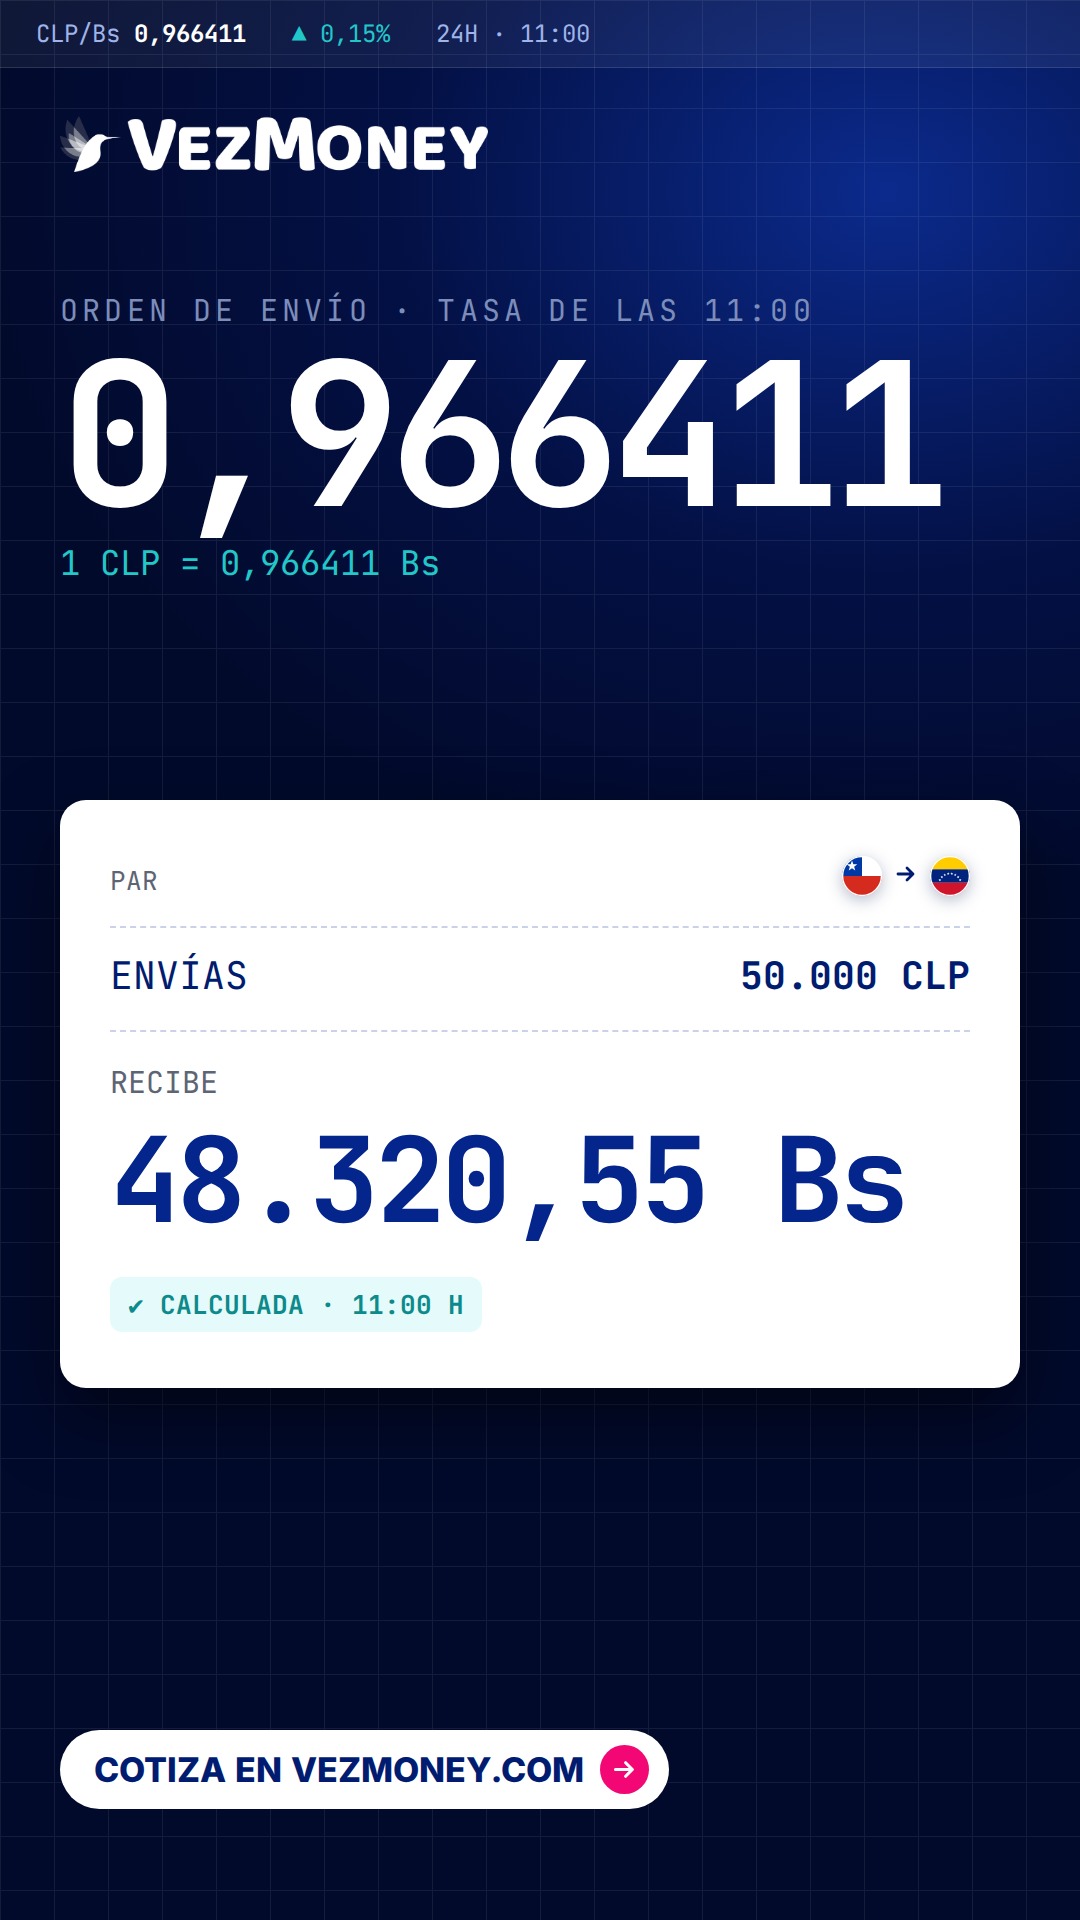 CLP/Bs 0,966411 ▲ 0,15% 24H · 11:00
VEZMONEY
ORDEN DE ENVÍO · TASA DE LAS 11:00
0,966411
1 CLP = 0,966411 Bs
PAR →
ENVÍAS 50.000 CLP
RECIBE
48.320,55 Bs
✔ CALCULADA · 11:00 H
COTIZA EN VEZMONEY.COM →